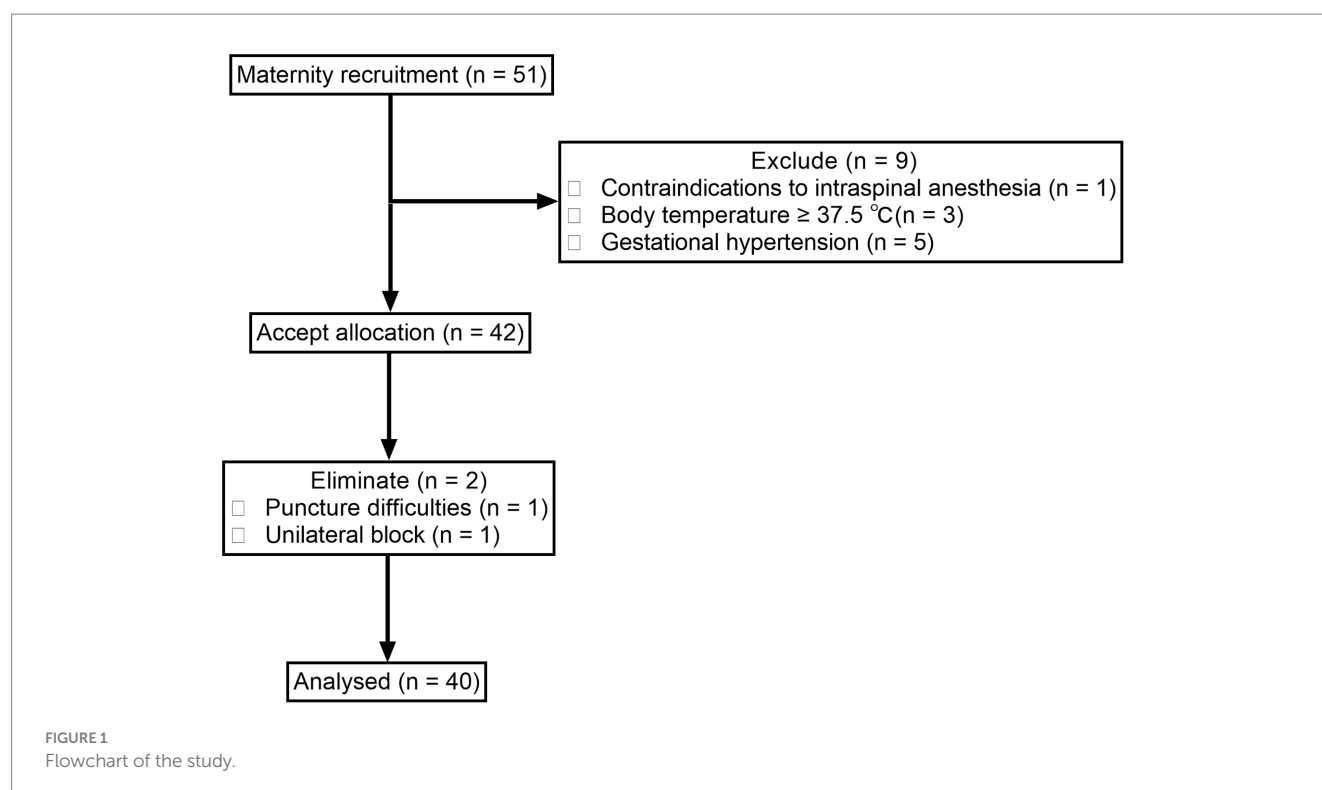 Maternity recruitment (n = 51)
Exclude (n = 9)
□ Contraindications to intraspinal anesthesia (n = 1)
□ Body temperature ≥ 37.5 ℃(n = 3)
□ Gestational hypertension (n = 5)
Accept allocation (n = 42)
Eliminate (n = 2)
□ Puncture difficulties (n = 1)
□ Unilateral block (n = 1)
Analysed (n = 40)
FIGURE 1
Flowchart of the study.